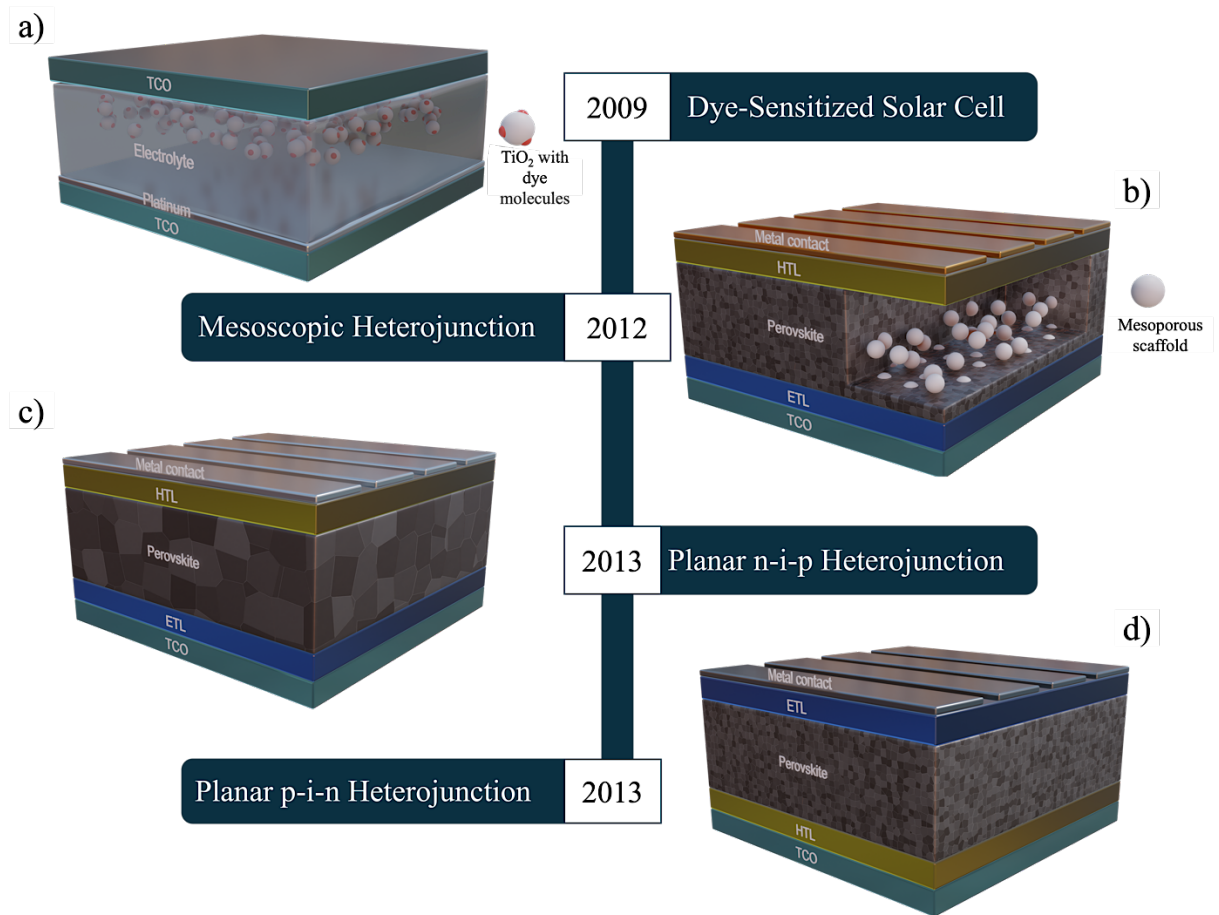 a)
TCO
Electrolyte
Platinum
TCO
TiO₂ with
dye
molecules
2009
Dye-Sensitized Solar Cell
b)
Metal contact
HTL
Perovskite
ETL
TCO
Mesoporous
scaffold
Mesoscopic Heterojunction
2012
c)
Metal contact
HTL
Perovskite
ETL
TCO
2013
Planar n-i-p Heterojunction
d)
Metal contact
ETL
Perovskite
HTL
TCO
Planar p-i-n Heterojunction
2013